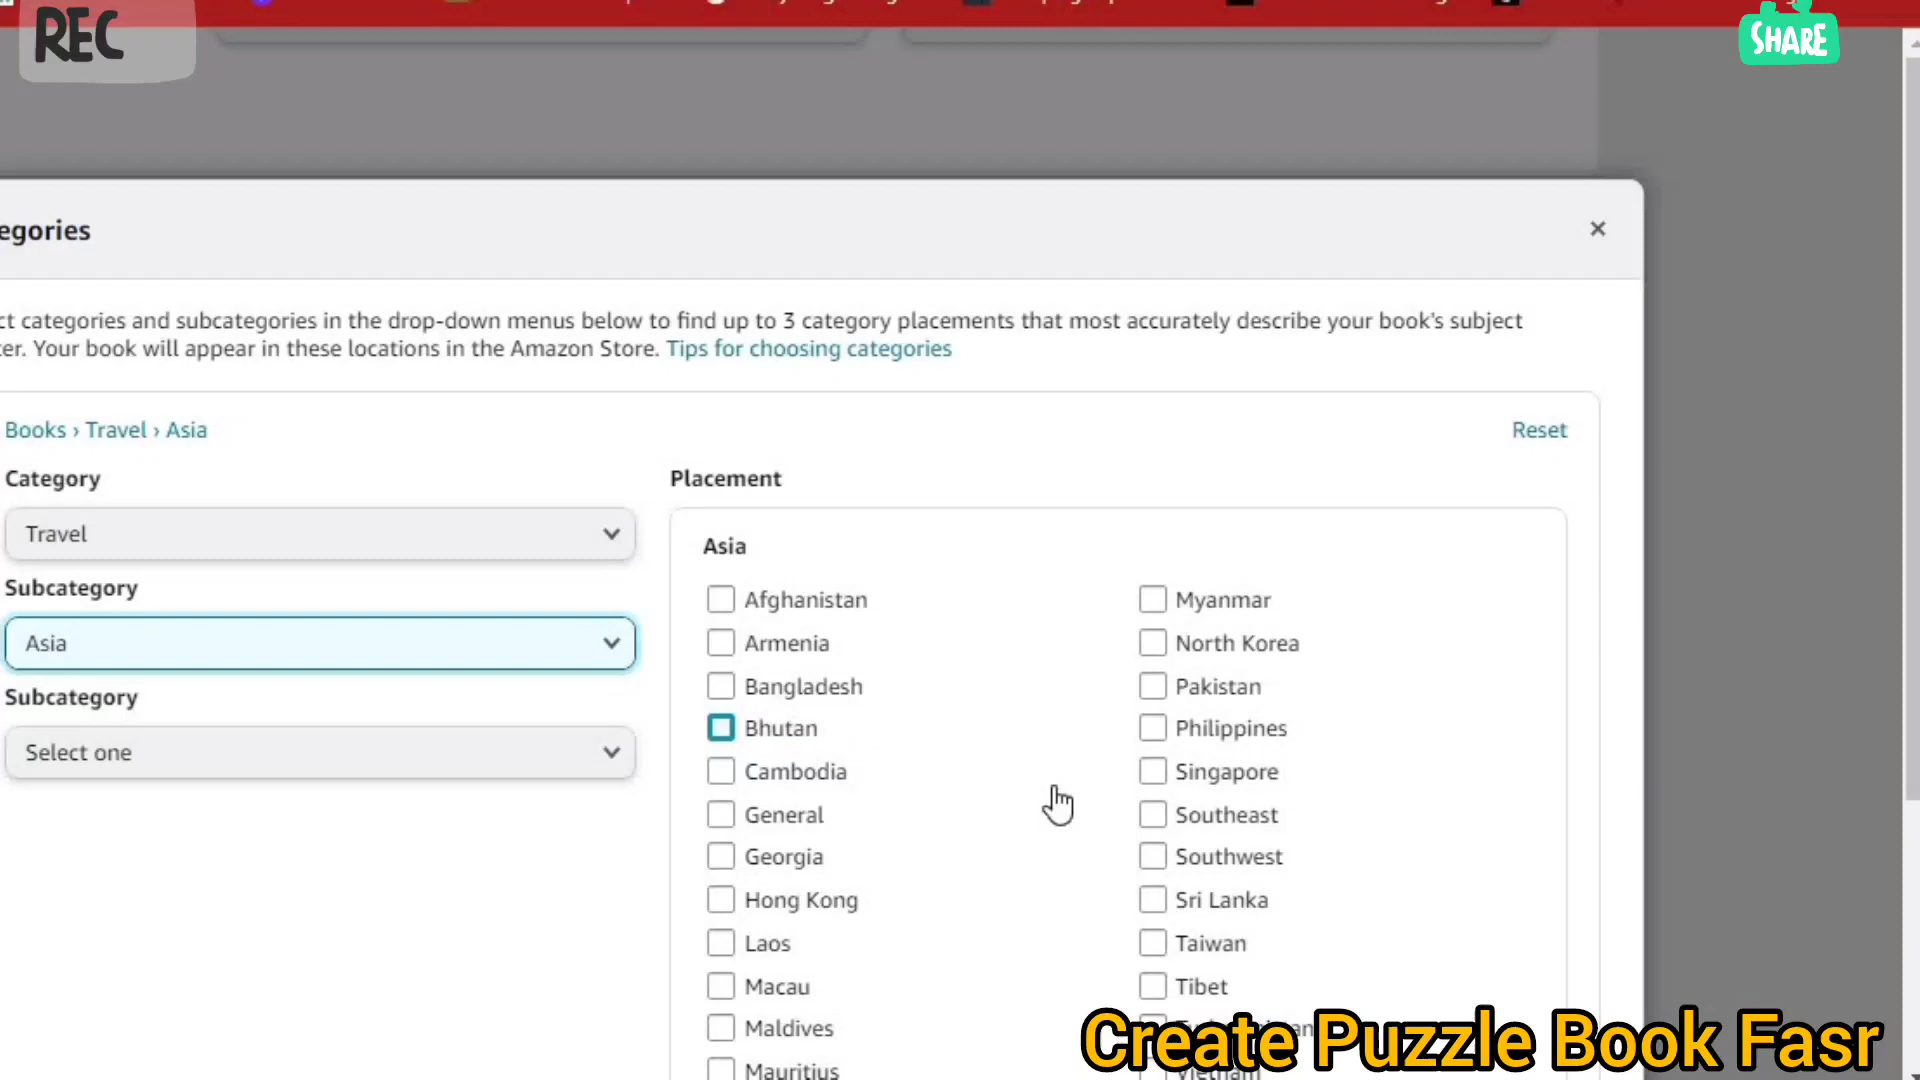 REC
SHARE
egories
ct categories and subcategories in the drop-down menus below to find up to 3 category placements that most accurately describe your book's subject
ter. Your book will appear in these locations in the Amazon Store. Tips for choosing categories
Books › Travel › Asia
Reset
Category
Travel
Subcategory
Asia
Subcategory
Select one
Placement
Asia
Afghanistan
Armenia
Bangladesh
Bhutan
Cambodia
General
Georgia
Hong Kong
Laos
Macau
Maldives
Mauritius
Myanmar
North Korea
Pakistan
Philippines
Singapore
Southeast
Southwest
Sri Lanka
Taiwan
Tibet
Vietnam
Create Puzzle Book Fasr